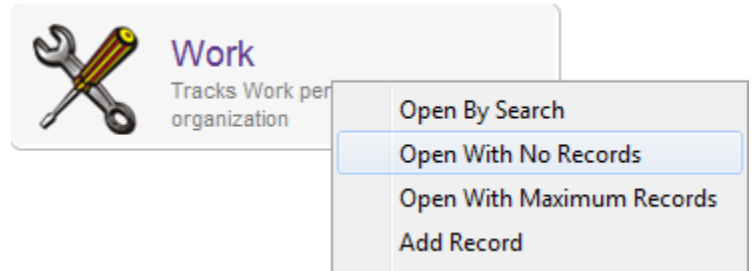 Work
Tracks Work per
organization
Open By Search
Open With No Records
Open With Maximum Records
Add Record